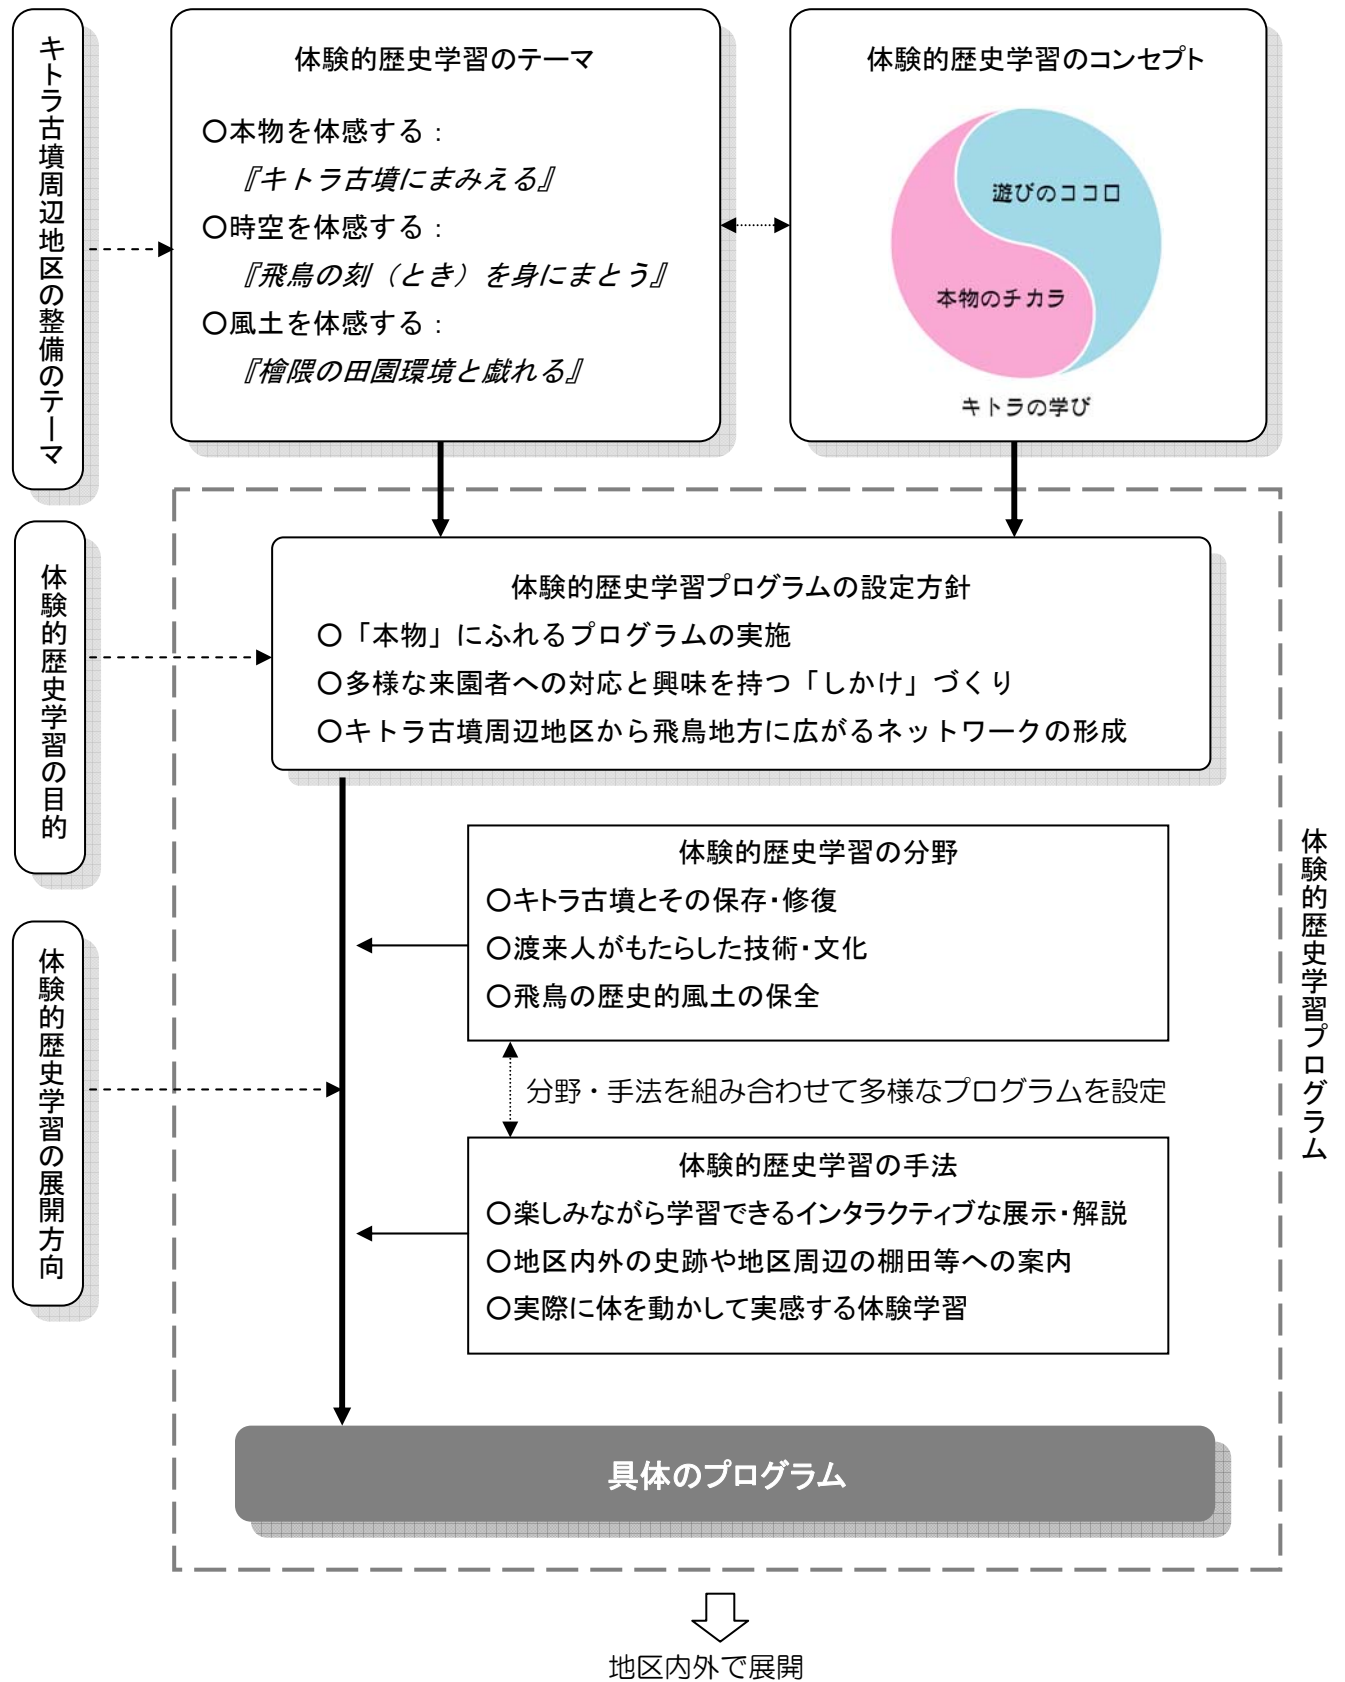 キトラ古墳周辺地区の整備のテーマ
体験的歴史学習のテーマ
〇本物を体感する：
『キトラ古墳にまみえる』
〇時空を体感する：
『飛鳥の刻（とき）を身にまとう』
〇風土を体感する：
『檜隈の田園環境と戯れる』
体験的歴史学習のコンセプト
遊びのココロ
本物のチカラ
キトラの学び
体験的歴史学習の目的
体験的歴史学習プログラムの設定方針
〇「本物」にふれるプログラムの実施
〇多様な来園者への対応と興味を持つ「しかけ」づくり
〇キトラ古墳周辺地区から飛鳥地方に広がるネットワークの形成
体験的歴史学習プログラム
体験的歴史学習の分野
〇キトラ古墳とその保存・修復
〇渡来人がもたらした技術・文化
〇飛鳥の歴史的風土の保全
体験的歴史学習の展開方向
分野・手法を組み合わせて多様なプログラムを設定
体験的歴史学習の手法
〇楽しみながら学習できるインタラクティブな展示・解説
〇地区内外の史跡や地区周辺の棚田等への案内
〇実際に体を動かして実感する体験学習
具体のプログラム
地区内外で展開